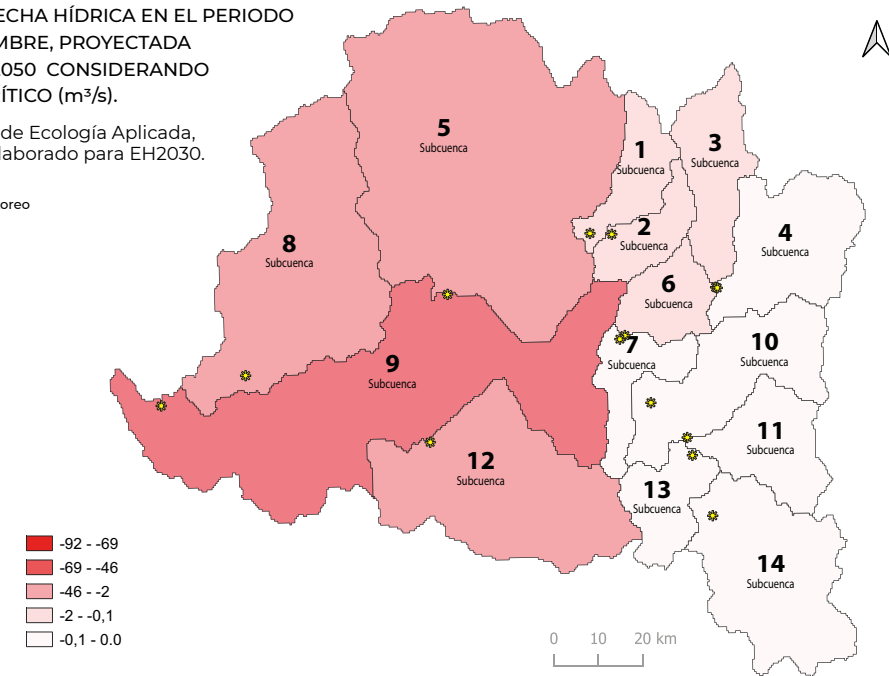 ECHA HÍDRICA EN EL PERIODO
MBRE, PROYECTADA
2050 CONSIDERANDO
ÍTICO (m³/s).
de Ecología Aplicada,
laborado para EH2030.
oreo
5
Subcuenca
1
Subcuenca
3
Subcuenca
8
Subcuenca
2
Subcuenca
4
Subcuenca
6
Subcuenca
9
Subcuenca
7
Subcuenca
10
Subcuenca
11
Subcuenca
12
Subcuenca
13
Subcuenca
14
Subcuenca
-92 - -69
-69 - -46
-46 - -2
-2 - -0,1
-0,1 - 0.0
0 10 20 km